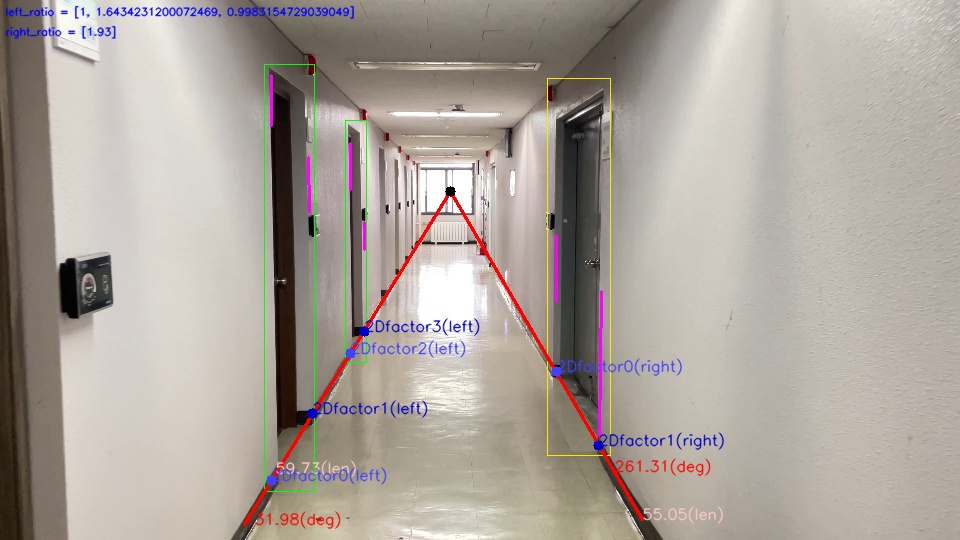 left_ratio = [1, 1.6434231200072469, 0.9983154729039049]
right_ratio = [1.93]
2Dfactor3(left)
2Dfactor2(left)
2Dfactor0(right)
2Dfactor1(left)
2Dfactor1(right)
59.73(len)
261.31(deg)
2Dfactor0(left)
55.05(len)
31.98(deg)